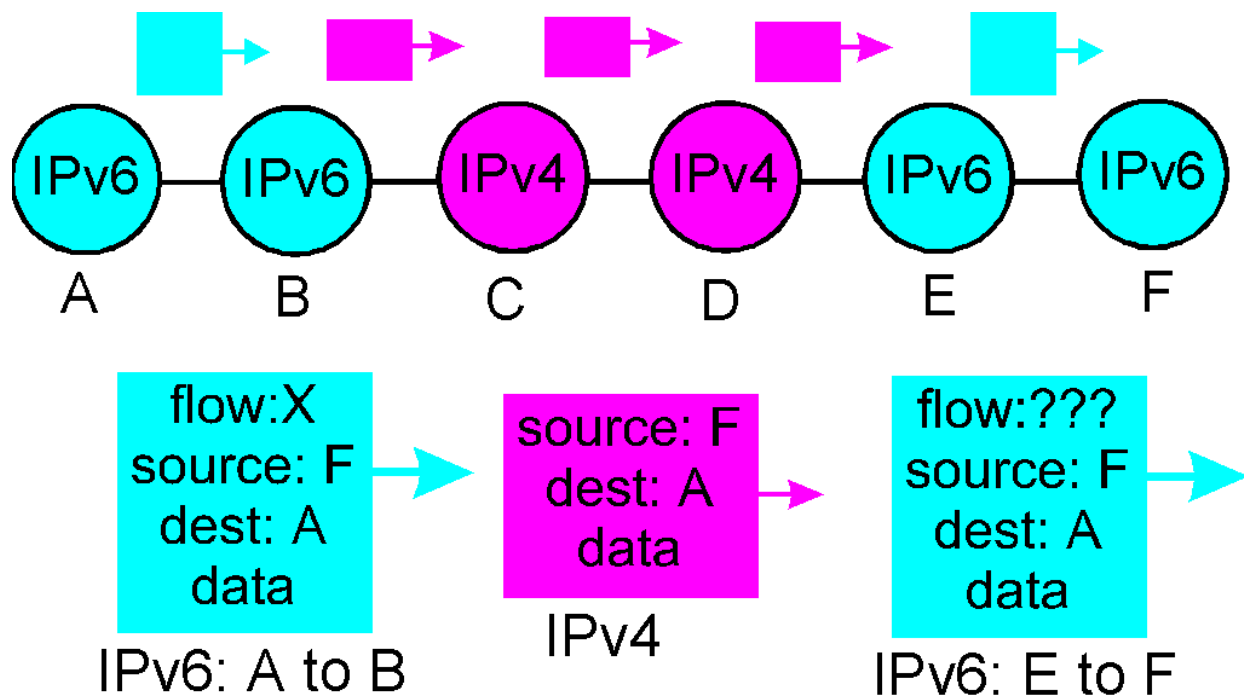 IPv6 IPv6 IPv4 IPv4 IPv6 IPv6
A B C D E F
flow:X
source: F
dest: A
data
IPv6: A to B
source: F
dest: A
data
IPv4
flow:???
source: F
dest: A
data
IPv6: E to F